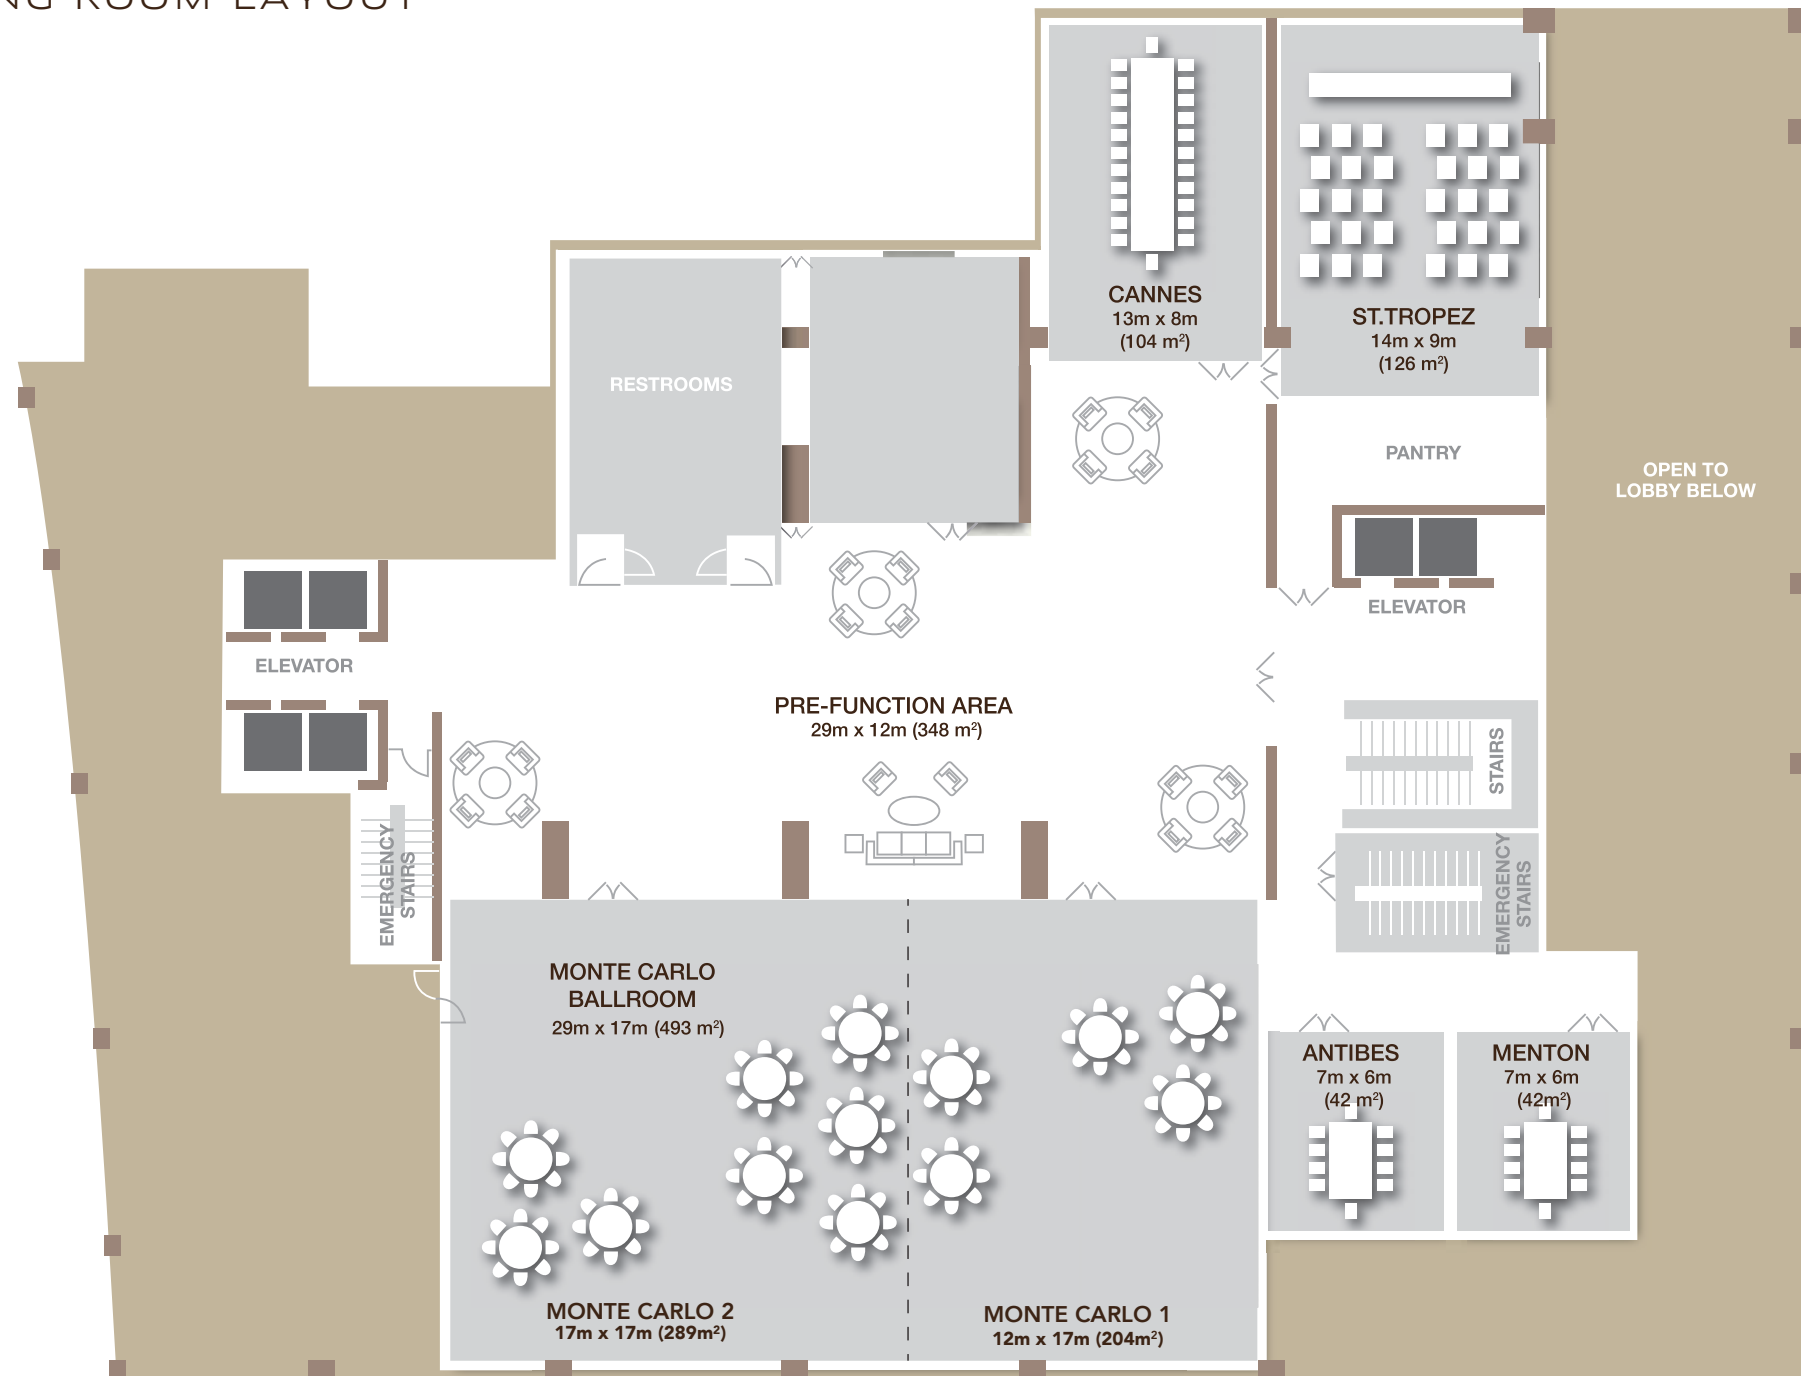 ROOM LAYOUT
CANNES
13m x 8m
(104 m²)
ST.TROPEZ
14m x 9m
(126 m²)
RESTROOMS
PANTRY
OPEN TO
LOBBY BELOW
ELEVATOR
ELEVATOR
PRE-FUNCTION AREA
29m x 12m (348 m²)
STAIRS
EMERGENCY
STAIRS
EMERGENCY
STAIRS
MONTE CARLO
BALLROOM
29m x 17m (493 m²)
ANTIBES
7m x 6m
(42 m²)
MENTON
7m x 6m
(42m²)
MONTE CARLO 2
17m x 17m (289m²)
MONTE CARLO 1
12m x 17m (204m²)